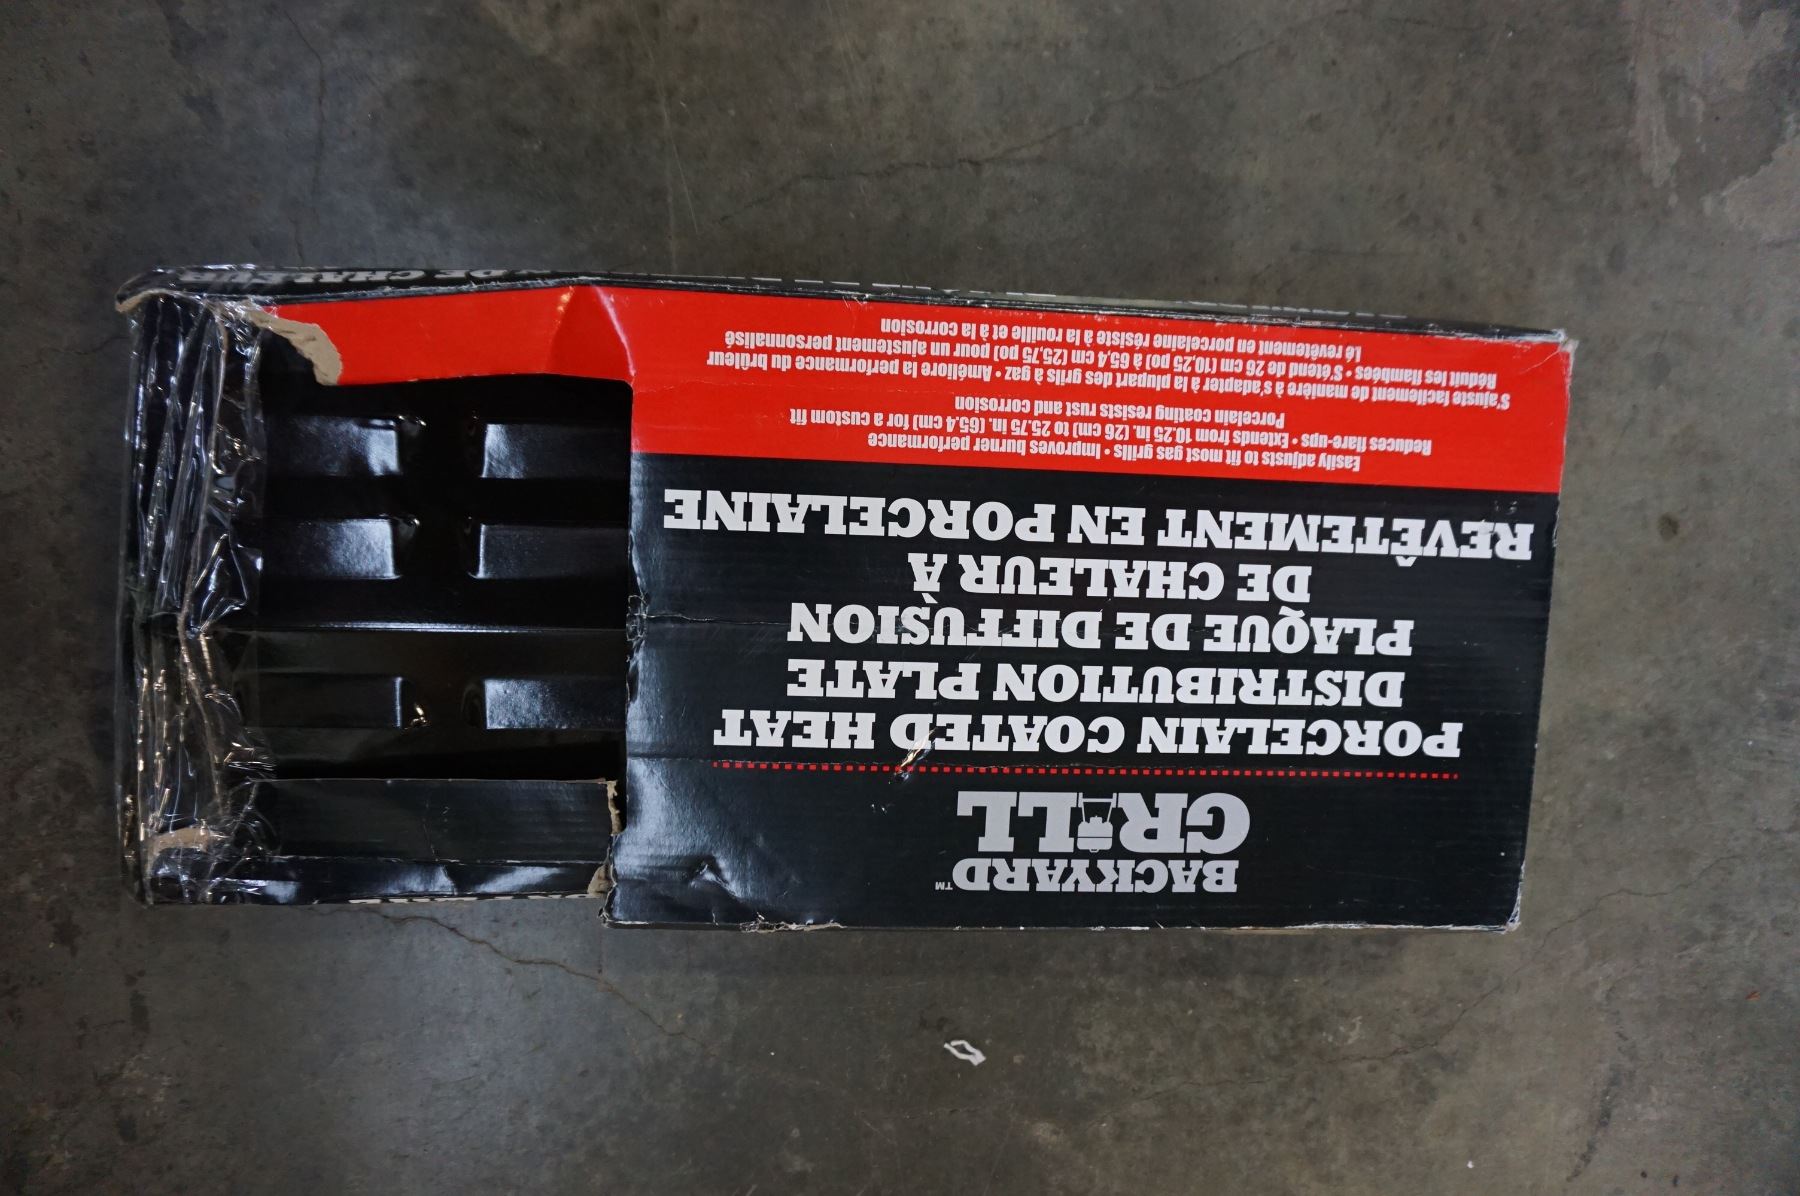 BACKYARD™
GRILL
PORCELAIN COATED HEAT
DISTRIBUTION PLATE
PLAQUE DE DIFFUSION
DE CHALEUR À
REVÊTEMENT EN PORCELAINE
Easily adjusts to fit most gas grills • Improves burner performance
Reduces flare-ups • Extends from 10.25 in. (26 cm) to 25.75 in. (65.4 cm) for a custom fit
Porcelain coating resists rust and corrosion
S'ajuste facilement de manière à s'adapter à la plupart des grils à gaz • Améliore la performance du brûleur
Réduit les flambées • S'étend de 26 cm (10,25 po) à 65,4 cm (25,75 po) pour un ajustement personnalisé
Lé revêtement en porcelaine résiste à la rouille et à la corrosion
DE CHALEUR